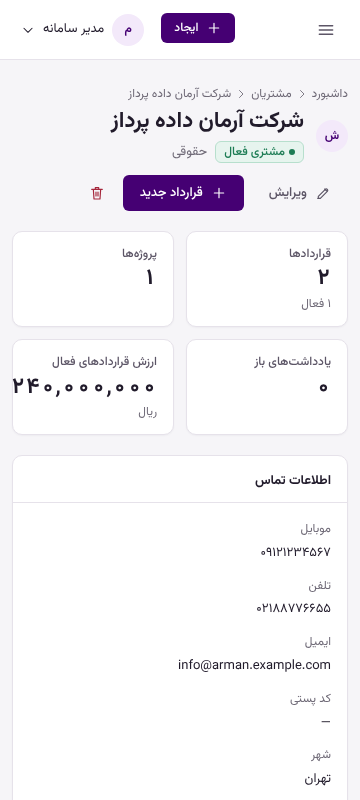 ایجاد
م
مدیر سامانه
داشبورد
مشتریان
شرکت آرمان داده پرداز
ش
شرکت آرمان داده پرداز
مشتری فعال
حقوقی
ویرایش
قرارداد جدید
قراردادها
۲
۱ فعال
پروژه‌ها
۱
یادداشت‌های باز
۰
ارزش قراردادهای فعال
۲۴۰,۰۰۰,۰۰۰
ریال
اطلاعات تماس
موبایل
۰۹۱۲۱۲۳۴۵۶۷
تلفن
۰۲۱۸۸۷۷۶۶۵۵
ایمیل
info@arman.example.com
کد پستی
—
شهر
تهران